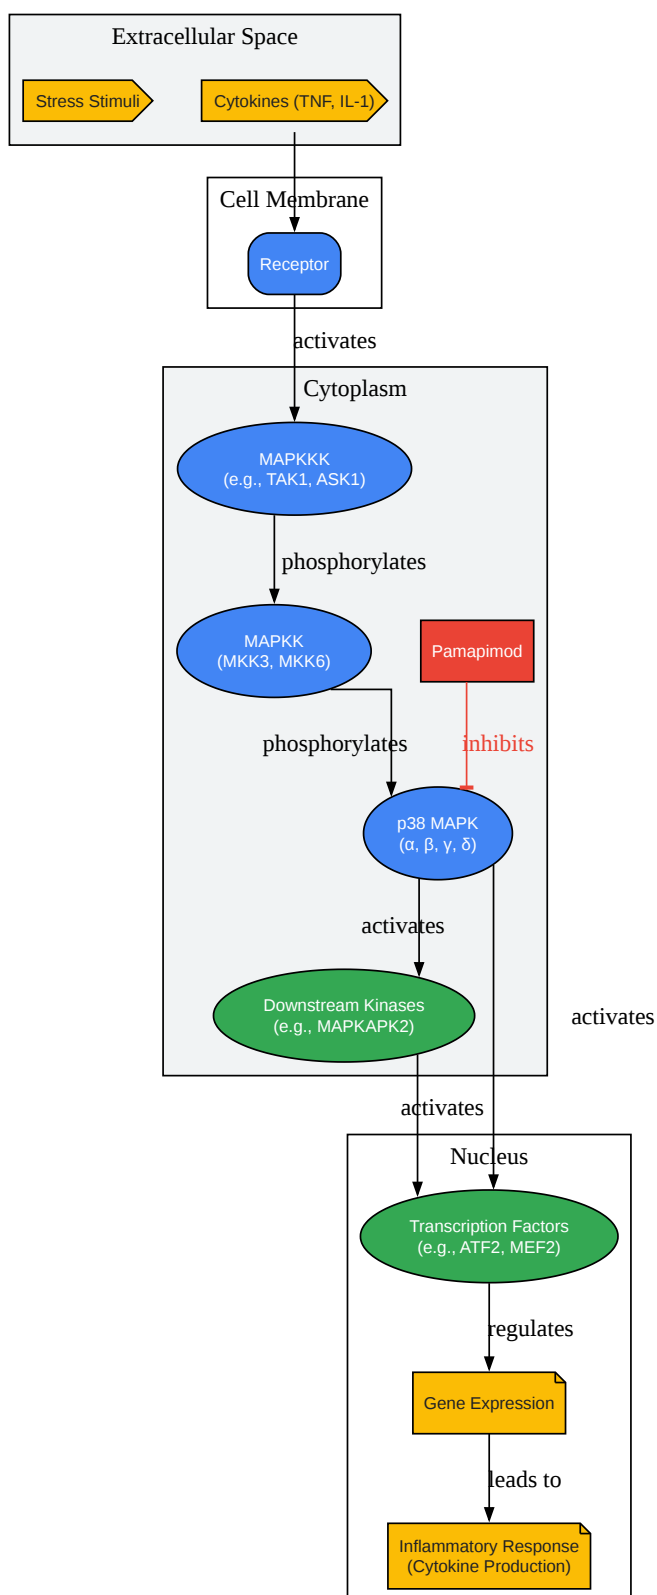 Extracellular Space
Stress Stimuli
Cytokines (TNF, IL-1)
Cell Membrane
Receptor
activates
Cytoplasm
MAPKKK
(e.g., TAK1, ASK1)
phosphorylates
MAPKK
(MKK3, MKK6)
Pamapimod
phosphorylates
inhibits
p38 MAPK
(α, β, γ, δ)
activates
Downstream Kinases
(e.g., MAPKAPK2)
activates
activates
Nucleus
Transcription Factors
(e.g., ATF2, MEF2)
regulates
Gene Expression
leads to
Inflammatory Response
(Cytokine Production)